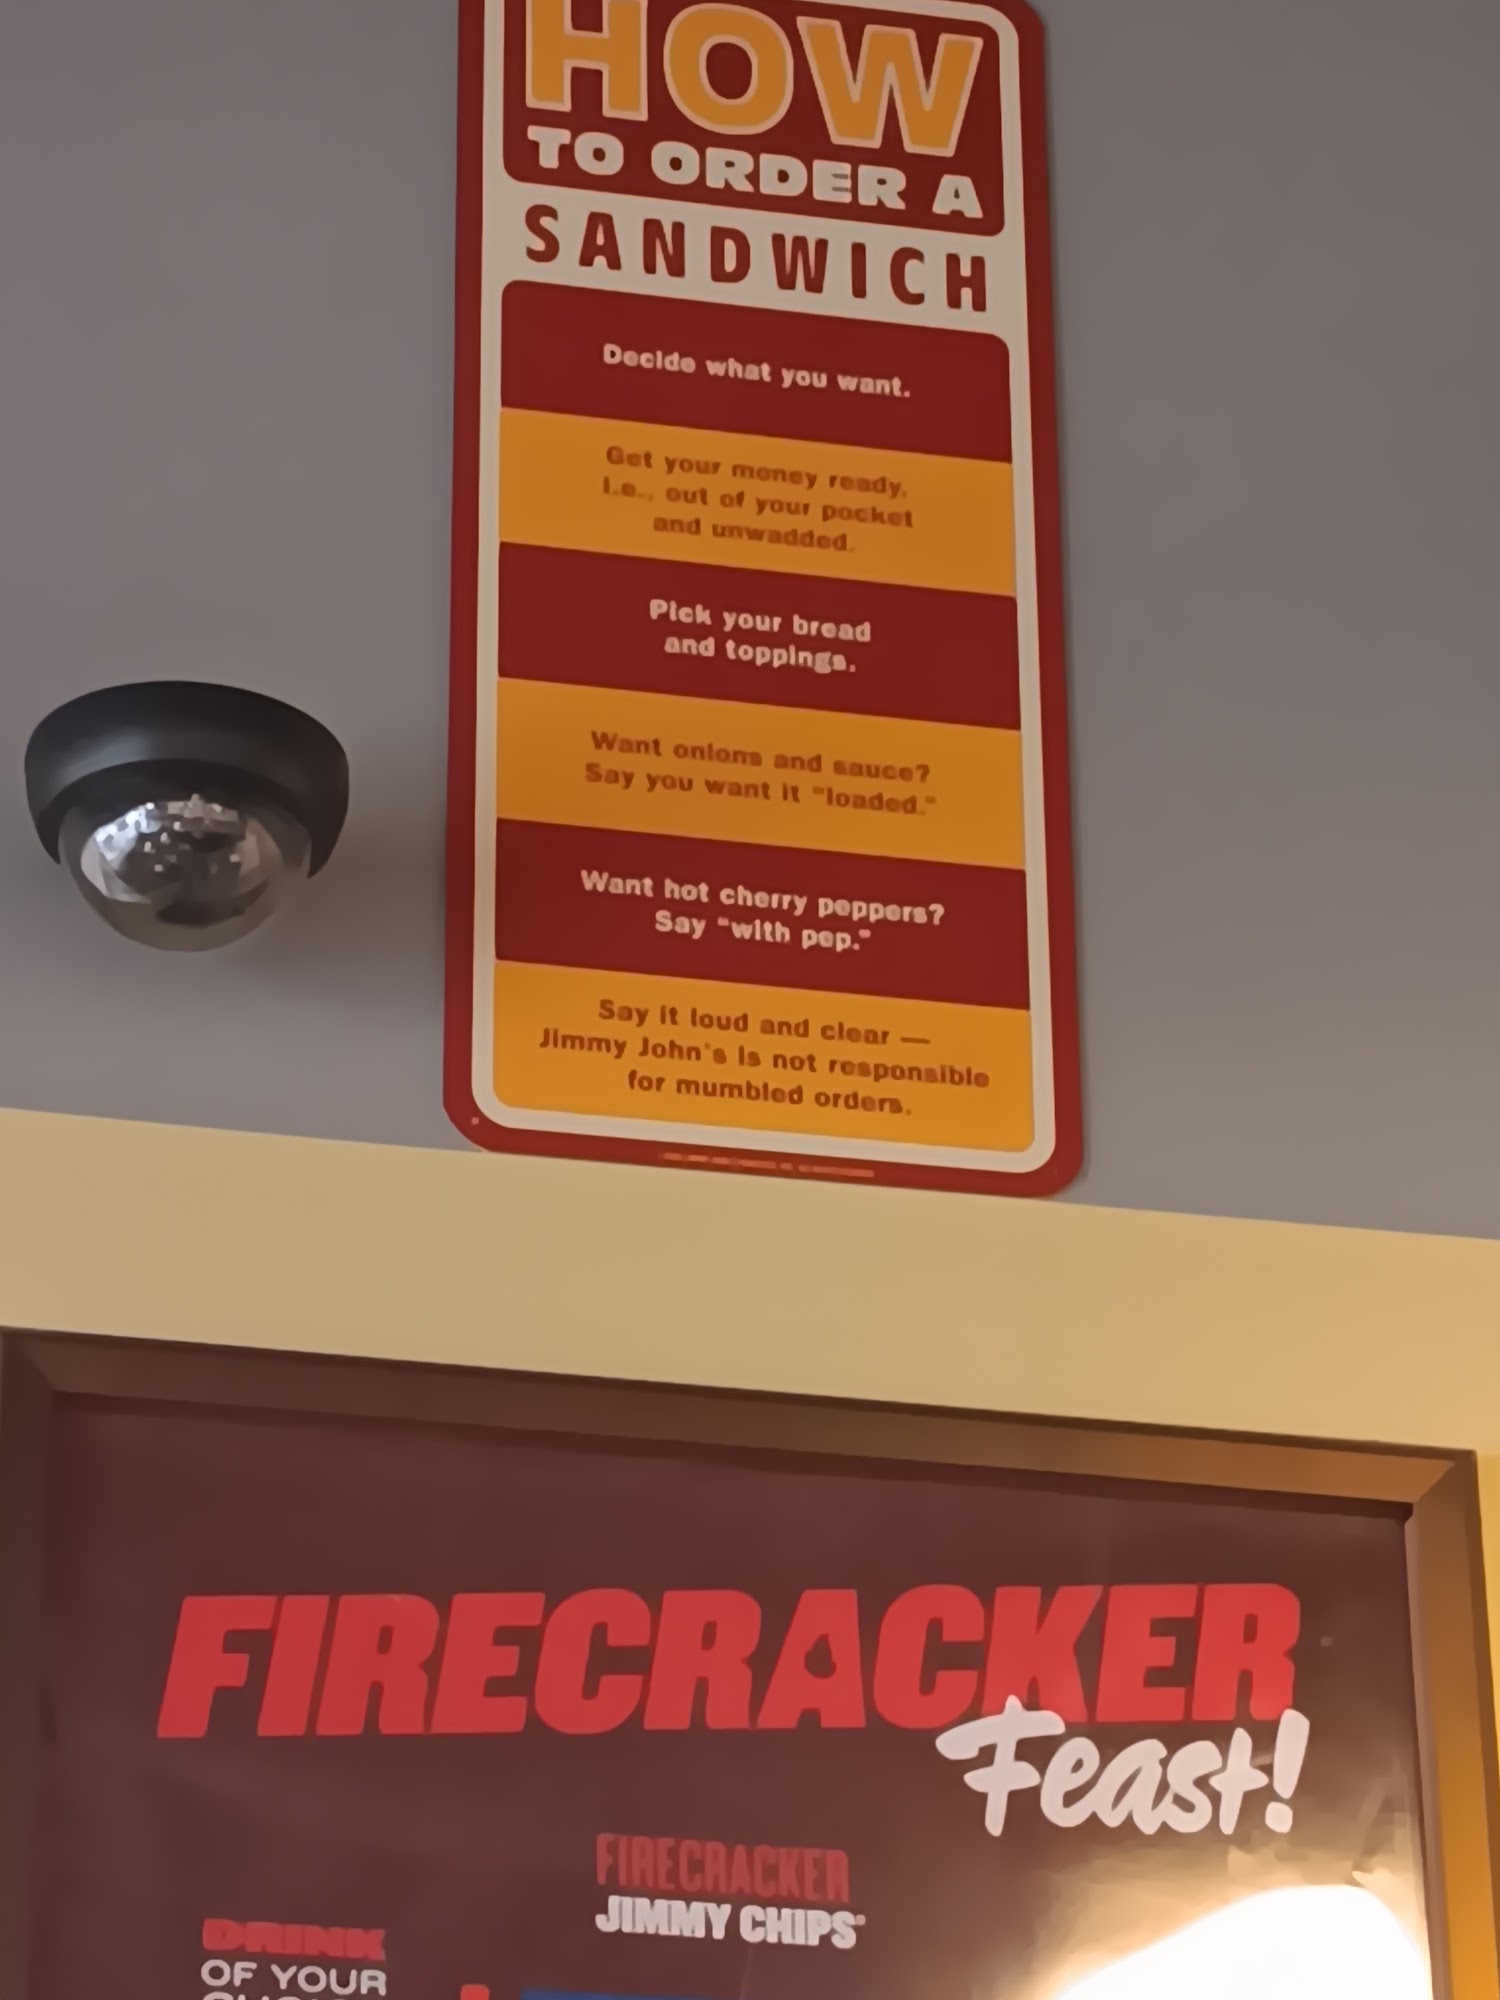 HOW
TO ORDER A
SANDWICH
Decide what you want.
Get your money ready,
i.e., out of your pocket
and unwadded.
Pick your bread
and toppings.
Want onions and sauce?
Say you want it "loaded."
Want hot cherry peppers?
Say "with pep."
Say it loud and clear —
Jimmy John's is not responsible
for mumbled orders.
FIRECRACKER
Feast!
FIRECRACKER
JIMMY CHIPS®
DRINK
OF YOUR